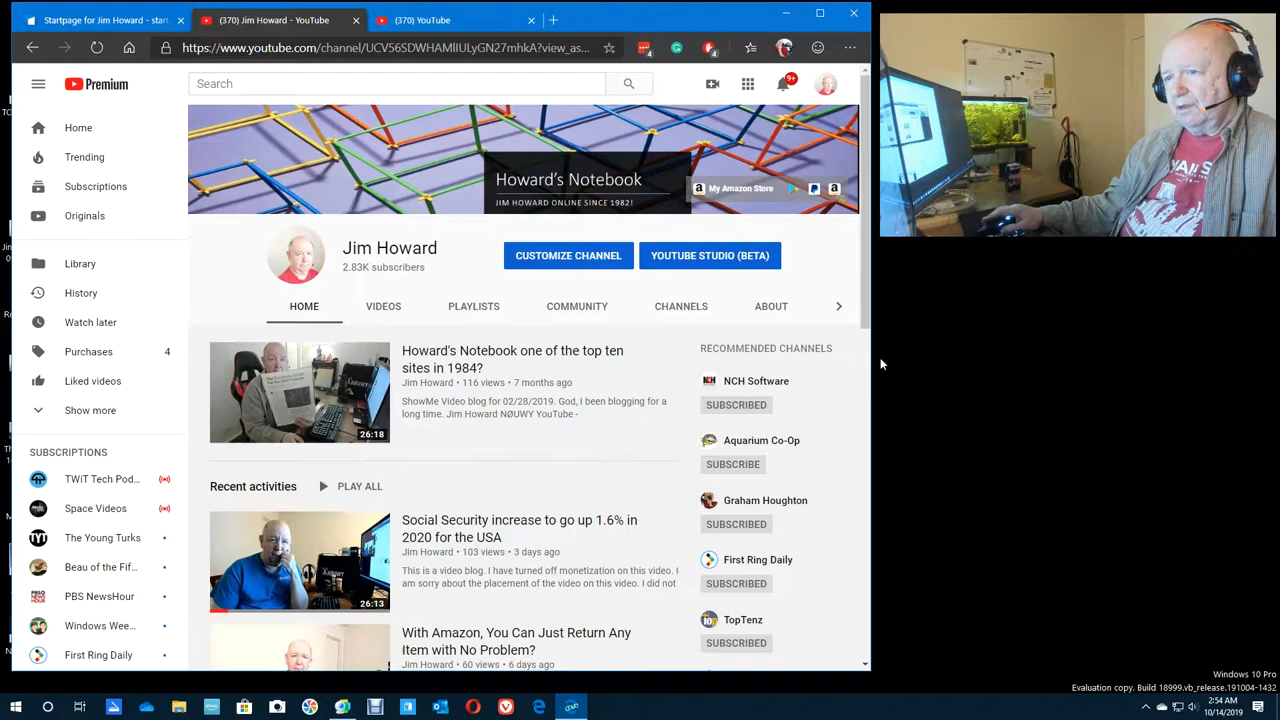 Startpage for Jim Howard - start
(370) Jim Howard - YouTube
(370) YouTube
https://www.youtube.com/channel/UCV56SDWHAMIIULyGN27mhkA?view_as...
4
4
Premium
Search
9+
Home
Trending
Subscriptions
Originals
Library
History
Watch later
Purchases 4
Liked videos
Show more
SUBSCRIPTIONS
TWiT Tech Pod...
Space Videos
The Young Turks
Beau of the Fif...
PBS NewsHour
Windows Wee...
First Ring Daily
Howard's Notebook
JIM HOWARD ONLINE SINCE 1982!
My Amazon Store
Jim Howard
2.83K subscribers
CUSTOMIZE CHANNEL
YOUTUBE STUDIO (BETA)
HOME VIDEOS PLAYLISTS COMMUNITY CHANNELS ABOUT
Howard's Notebook one of the top ten
sites in 1984?
Jim Howard • 116 views • 7 months ago
ShowMe Video blog for 02/28/2019. God, I been blogging for a
long time. Jim Howard NØUWY YouTube -
26:18
Recent activities PLAY ALL
Social Security increase to go up 1.6% in
2020 for the USA
Jim Howard • 103 views • 3 days ago
This is a video blog. I have turned off monetization on this video. I
am sorry about the placement of the video on this video. I did not
26:13
With Amazon, You Can Just Return Any
Item with No Problem?
Jim Howard • 60 views • 6 days ago
RECOMMENDED CHANNELS
NCH Software
SUBSCRIBED
Aquarium Co-Op
SUBSCRIBE
Graham Houghton
SUBSCRIBED
First Ring Daily
SUBSCRIBED
TopTenz
SUBSCRIBED
Windows 10 Pro
Evaluation copy. Build 18999.vb_release.191004-1432
2:54 AM
10/14/2019